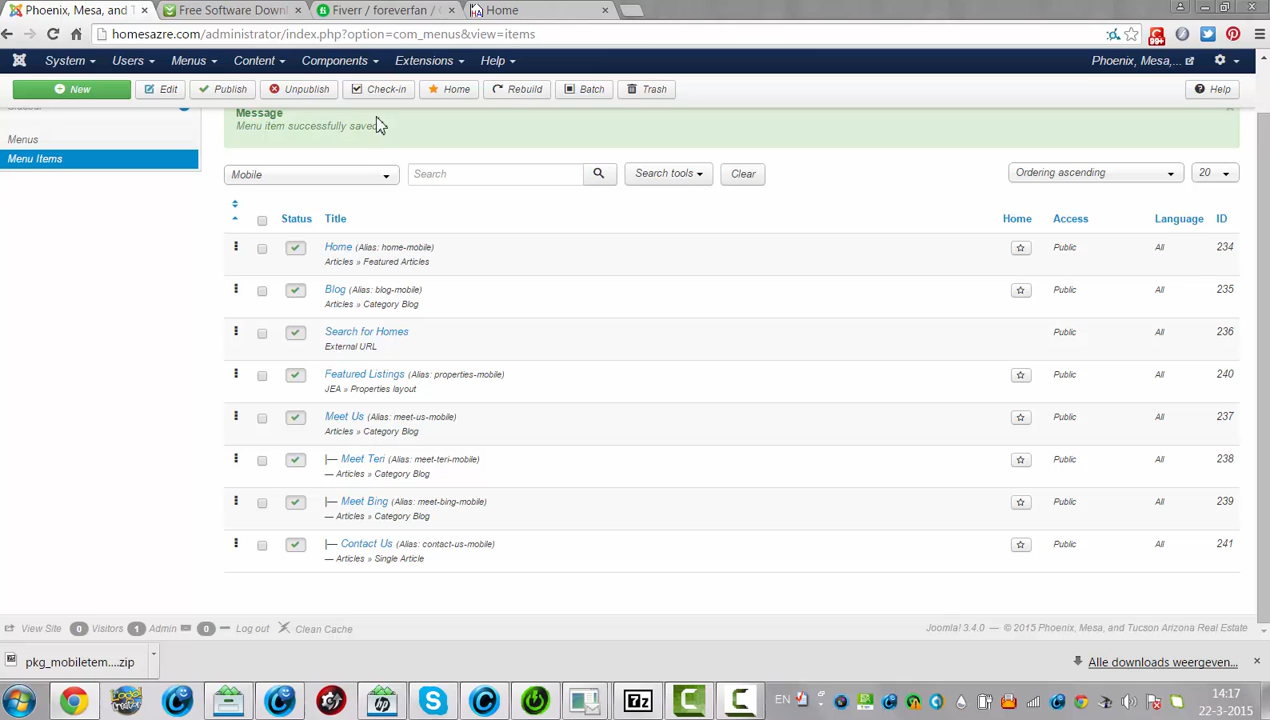 Phoenix, Mesa, and T × Free Software Downl × Fiverr / foreverfan / × Home ×
homesazre.com/administrator/index.php?option=com_menus&view=items 99+
System Users Menus Content Components Extensions Help Phoenix, Mesa,...
New Edit Publish Unpublish Check-in Home Rebuild Batch Trash Help
Message
Menu item successfully saved
Menus
Menu Items
Mobile Search Search tools Clear Ordering ascending 20
Status Title Home Access Language ID
Home (Alias: home-mobile) Public All 234
Articles » Featured Articles
Blog (Alias: blog-mobile) Public All 235
Articles » Category Blog
Search for Homes Public All 236
External URL
Featured Listings (Alias: properties-mobile) Public All 240
JEA » Properties layout
Meet Us (Alias: meet-us-mobile) Public All 237
Articles » Category Blog
|— Meet Teri (Alias: meet-teri-mobile) Public All 238
— Articles » Category Blog
|— Meet Bing (Alias: meet-bing-mobile) Public All 239
— Articles » Category Blog
|— Contact Us (Alias: contact-us-mobile) Public All 241
— Articles » Single Article
View Site 0 Visitors 1 Admin 0 Log out Clean Cache Joomla! 3.4.0 — © 2015 Phoenix, Mesa, and Tucson Arizona Real Estate
pkg_mobiletem....zip Alle downloads weergeven...
hp 7z EN 14:17
22-3-2015